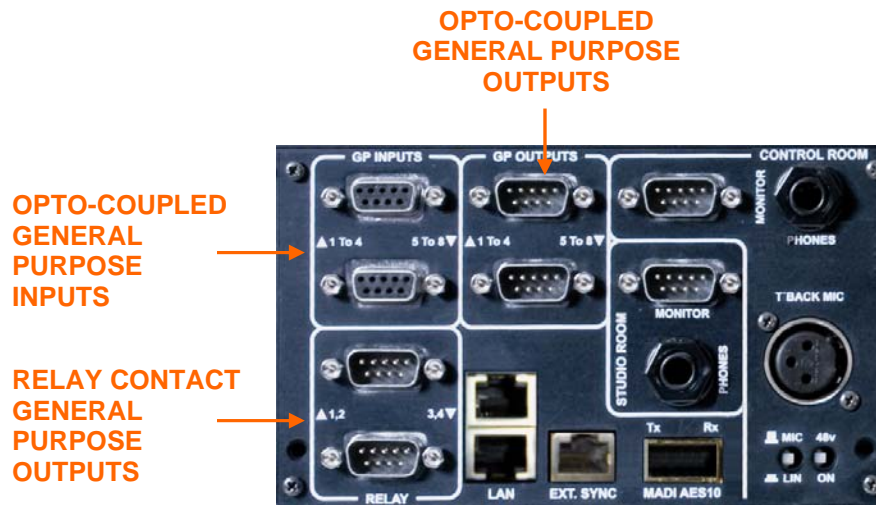 OPTO-COUPLED
GENERAL PURPOSE
OUTPUTS
OPTO-COUPLED
GENERAL
PURPOSE
INPUTS
RELAY CONTACT
GENERAL
PURPOSE
OUTPUTS
GP INPUTS
▲1 To 4 5 To 8▼
GP OUTPUTS
▲1 To 4 5 To 8▼
CONTROL ROOM
MONITOR
PHONES
MONITOR
STUDIO ROOM
PHONES
T¯BACK MIC
▲1,2 3,4▼
RELAY
LAN
EXT. SYNC
Tx Rx
MADI AES10
MIC 48v
LIN ON